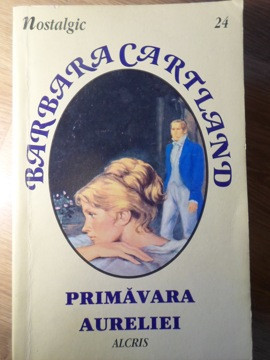 nostalgic 24
BARBARA CARTLAND
PRIMĂVARA
AURELIEI
ALCRIS